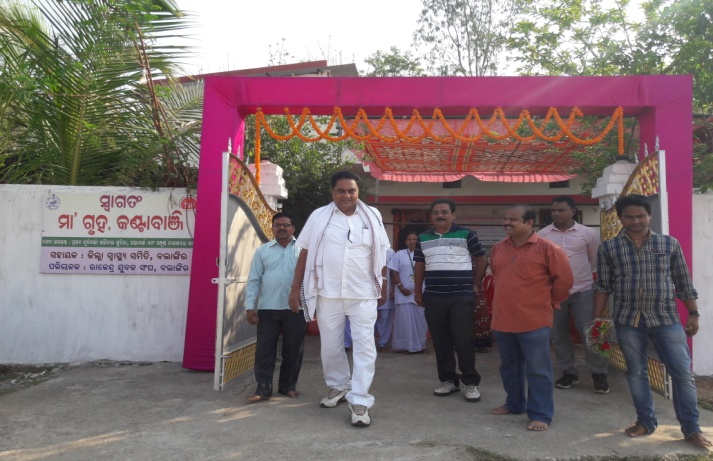 ସ୍ୱାଗତଂ
ମା' ଗୃହ, କଣ୍ଟାବାଞ୍ଜି
ସହାୟକ : ଜିଲ୍ଲା ସ୍ୱାସ୍ଥ୍ୟ ସମିତି, ବଲାଙ୍ଗିର
ପରିଚାଳକ : ରାଜେନ୍ଦ୍ର ଯୁବକ ସଂଘ, ବଲାଙ୍ଗିର